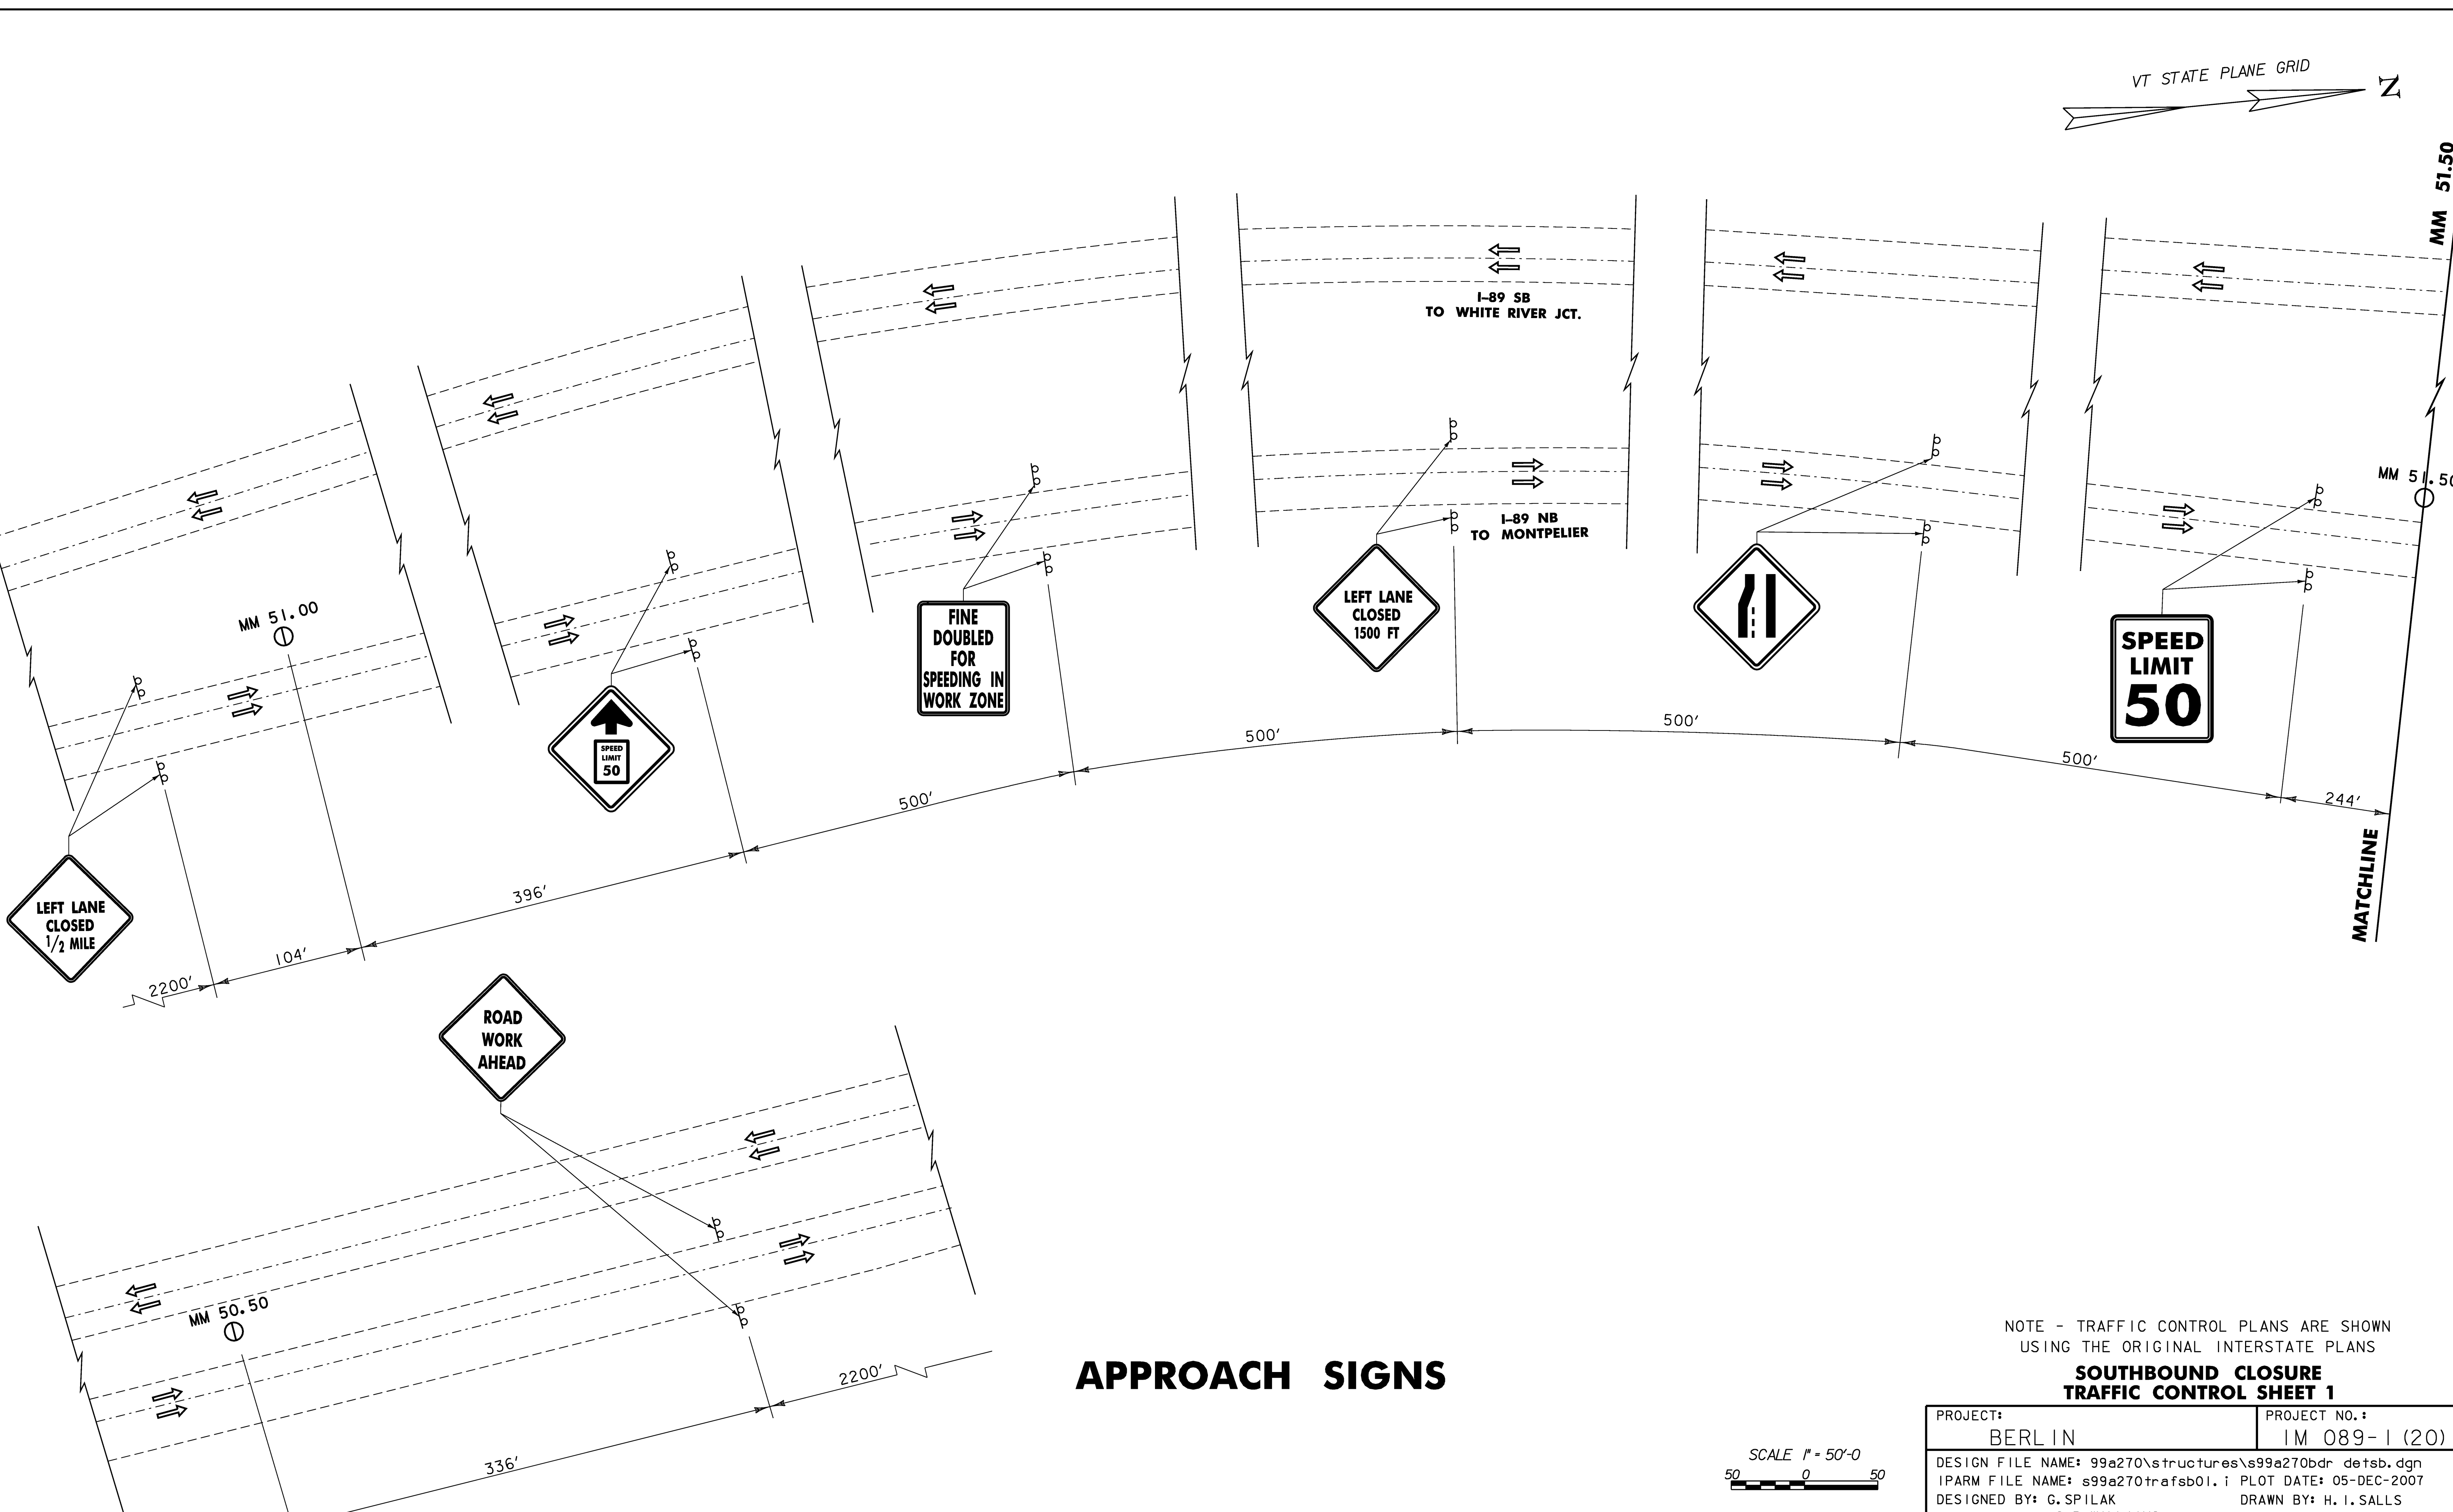 VT STATE PLANE GRID
N
MM 51.50
I-89 SB
TO WHITE RIVER JCT.
MM 51.50
I-89 NB
TO MONTPELIER
MM 51.00
LEFT LANE
CLOSED
1/2 MILE
SPEED
LIMIT
50
FINE
DOUBLED
FOR
SPEEDING IN
WORK ZONE
LEFT LANE
CLOSED
1500 FT
SPEED
LIMIT
50
2200'
104'
396'
500'
500'
500'
500'
244'
MATCHLINE
ROAD
WORK
AHEAD
MM 50.50
336'
2200'
APPROACH SIGNS
NOTE - TRAFFIC CONTROL PLANS ARE SHOWN
USING THE ORIGINAL INTERSTATE PLANS
SOUTHBOUND CLOSURE
TRAFFIC CONTROL SHEET 1
SCALE 1" = 50'-0
50 0 50
PROJECT: BERLIN
PROJECT NO.: IM 089-1(20)
DESIGN FILE NAME: 99a270\structures\s99a270bdr detsb.dgn
IPARM FILE NAME: s99a270trafsb01.i PLOT DATE: 05-DEC-2007
DESIGNED BY: G.SPILAK DRAWN BY: H.I.SALLS